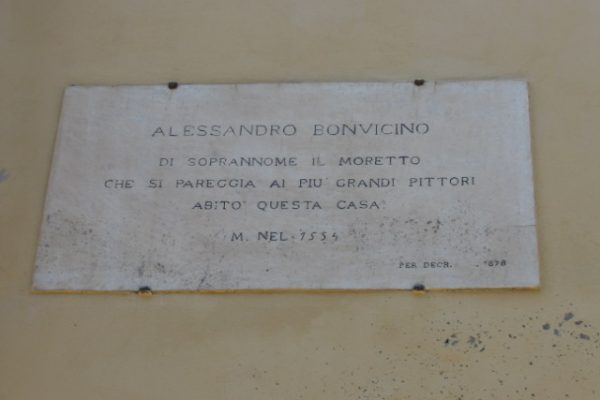 ALESSANDRO BONVICINO
DI SOPRANNOME IL MORETTO
CHE SI PAREGGIA AI PIU' GRANDI PITTORI
ABITO' QUESTA CASA
M. NEL 1554
PER DECR. 1878